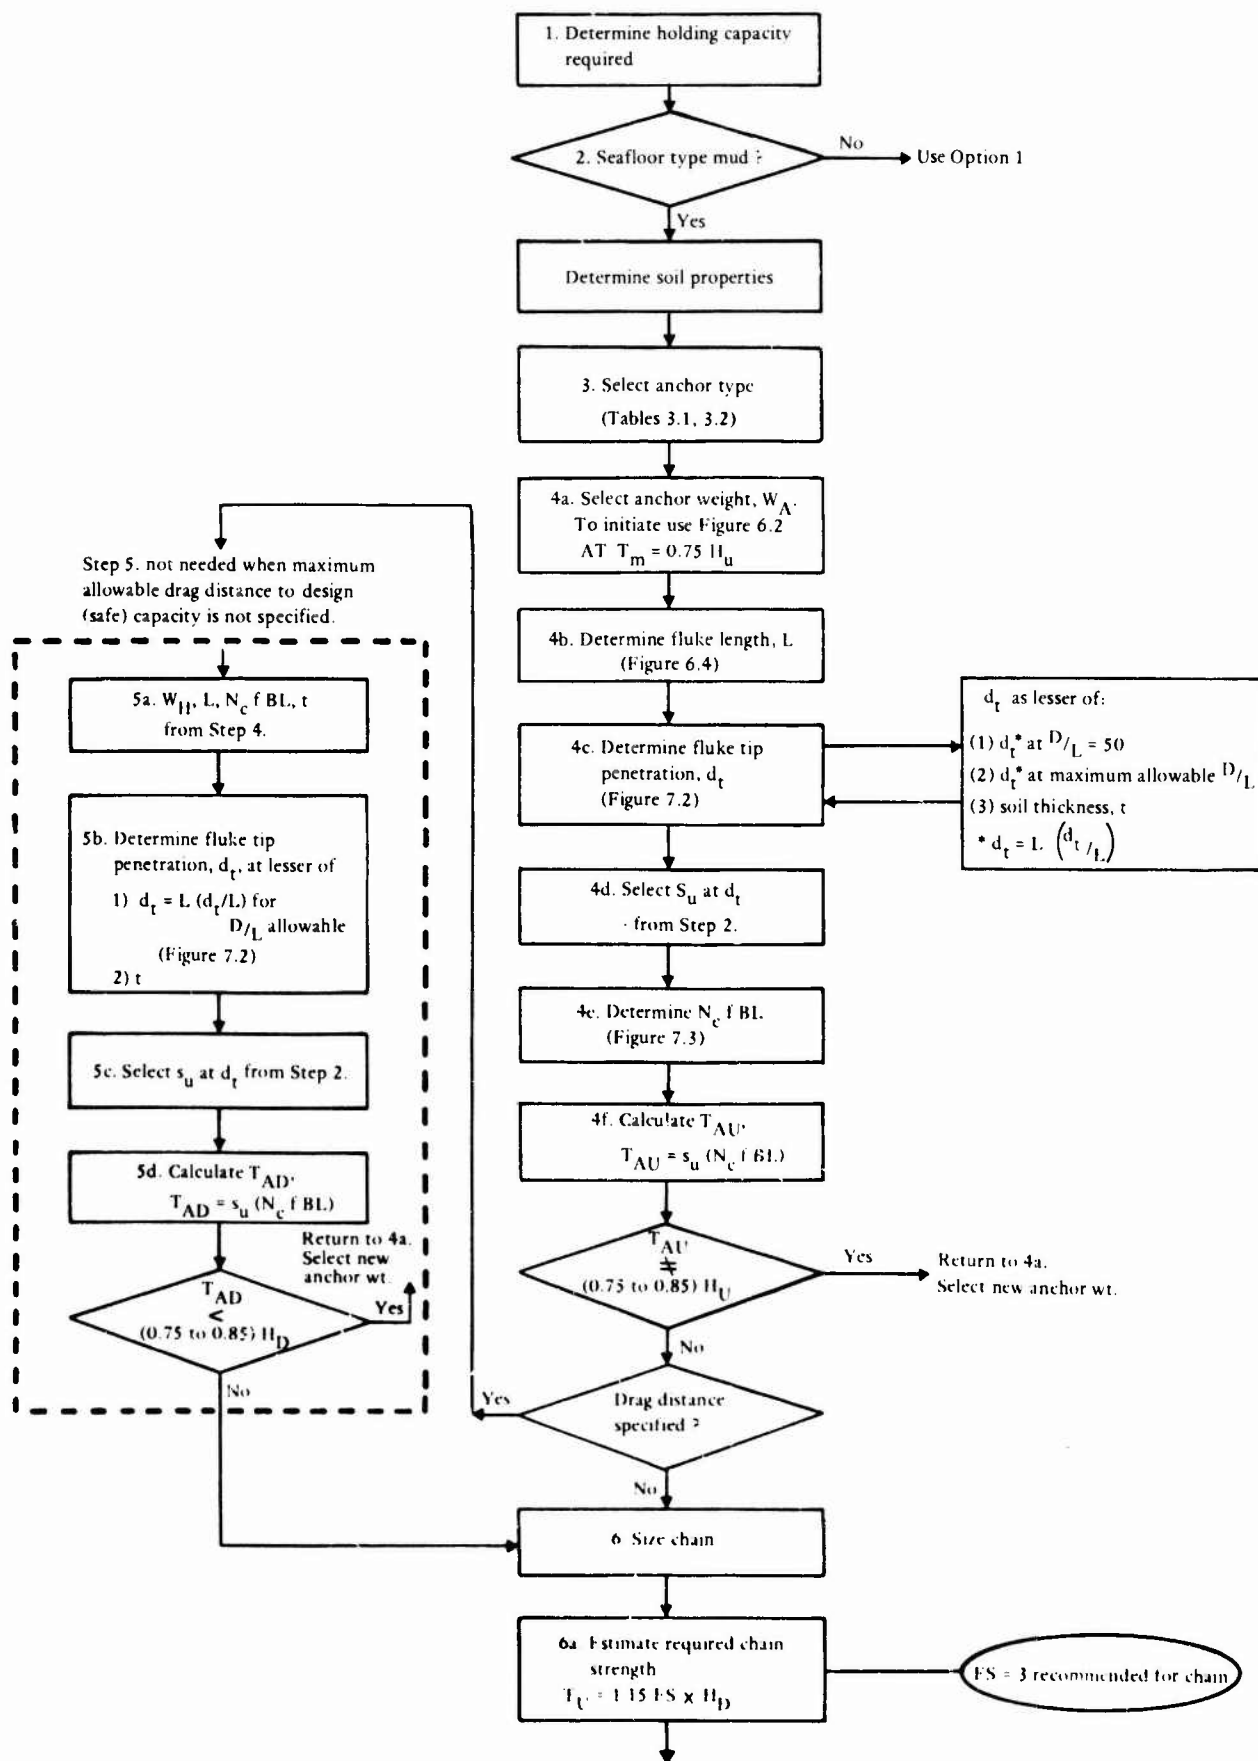 1. Determine holding capacity
required
2. Seafloor type mud ?
No
Use Option 1
Yes
Determine soil properties
3. Select anchor type
(Tables 3.1, 3.2)
4a. Select anchor weight, W_A.
To initiate use Figure 6.2
AT T_m = 0.75 H_u
4b. Determine fluke length, L
(Figure 6.4)
4c. Determine fluke tip
penetration, d_t
(Figure 7.2)
d_t as lesser of:
(1) d_t* at D/L = 50
(2) d_t* at maximum allowable D/L
(3) soil thickness, t
* d_t = L (d_t/L)
4d. Select S_u at d_t
from Step 2.
4e. Determine N_c f BL
(Figure 7.3)
4f. Calculate T_AU,
T_AU = s_u (N_c f BL)
T_AU
≠
(0.75 to 0.85) H_U
Yes
Return to 4a.
Select new anchor wt.
No
Drag distance
specified ?
Yes
No
Step 5. not needed when maximum
allowable drag distance to design
(safe) capacity is not specified.
5a. W_H, L, N_c f BL, t
from Step 4.
5b. Determine fluke tip
penetration, d_t, at lesser of
1) d_t = L (d_t/L) for
D/L allowable
(Figure 7.2)
2) t
5c. Select s_u at d_t from Step 2.
5d. Calculate T_AD,
T_AD = s_u (N_c f BL)
T_AD
<
(0.75 to 0.85) H_D
Return to 4a.
Select new
anchor wt.
Yes
No
6. Size chain
6a. Estimate required chain
strength
T_U = 1.15 FS x H_D
FS = 3 recommended for chain